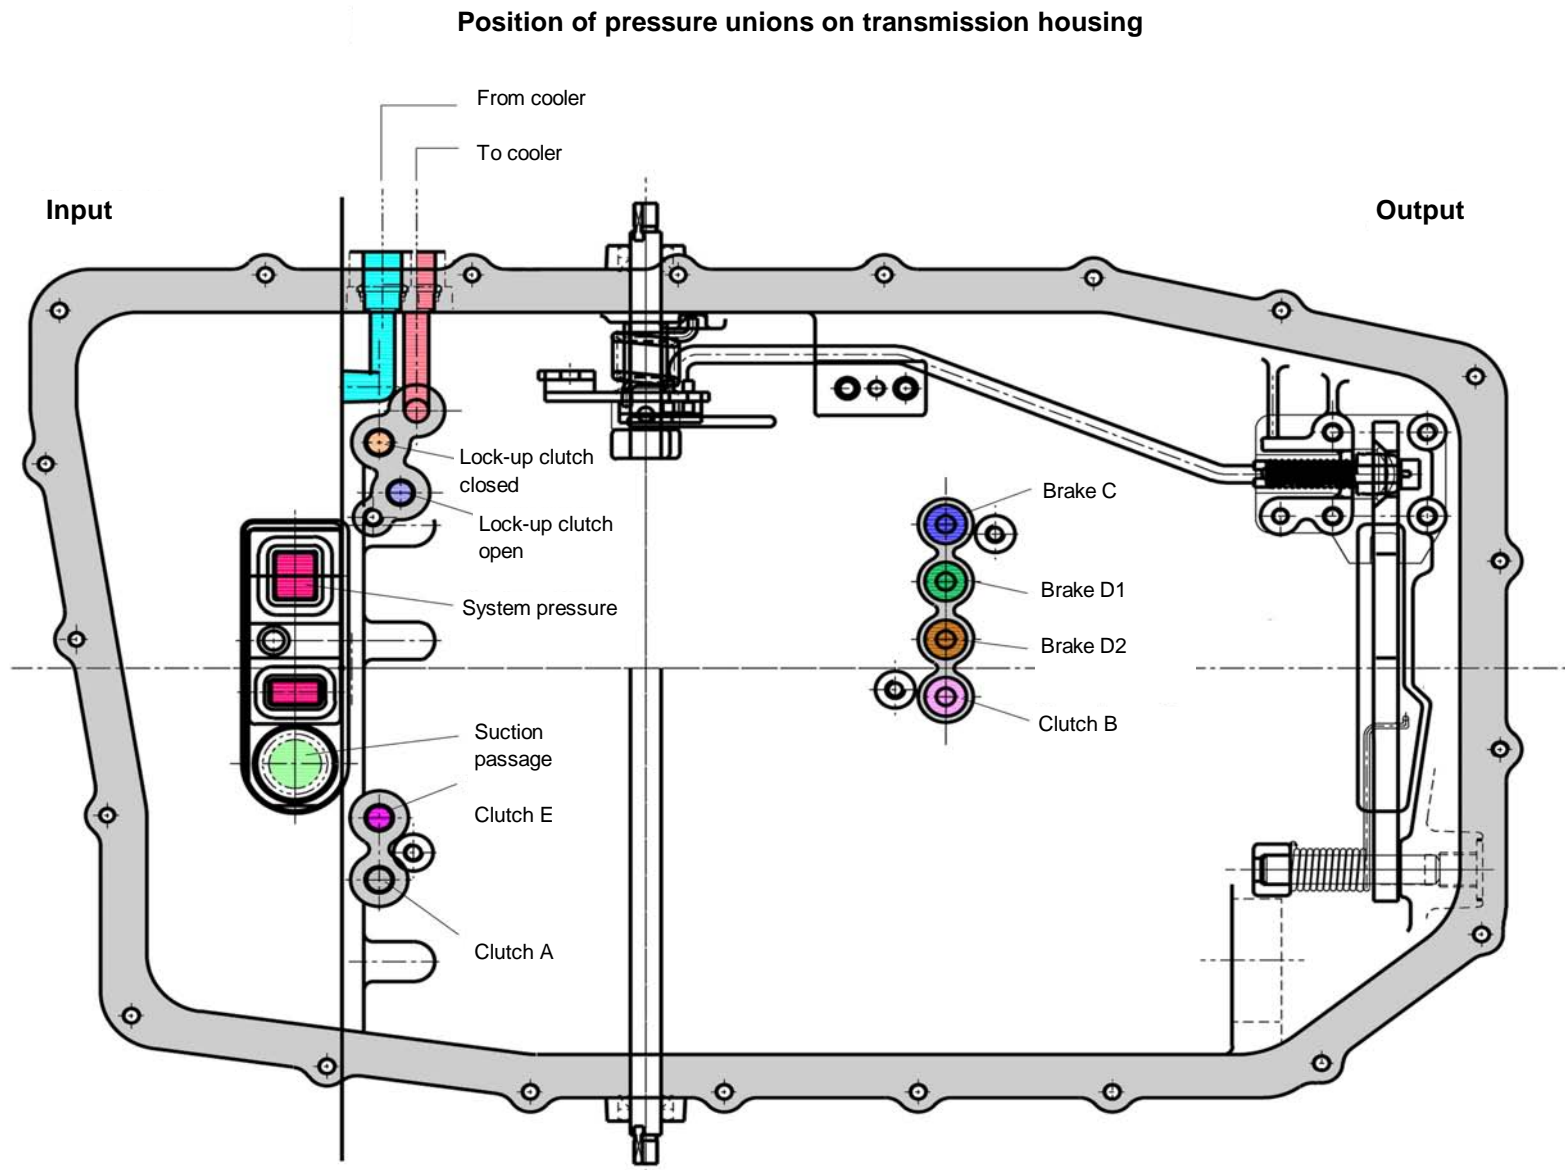 Position of pressure unions on transmission housing
From cooler
To cooler
Input
Output
Lock-up clutch
closed
Lock-up clutch
open
System pressure
Brake C
Brake D1
Brake D2
Clutch B
Suction
passage
Clutch E
Clutch A